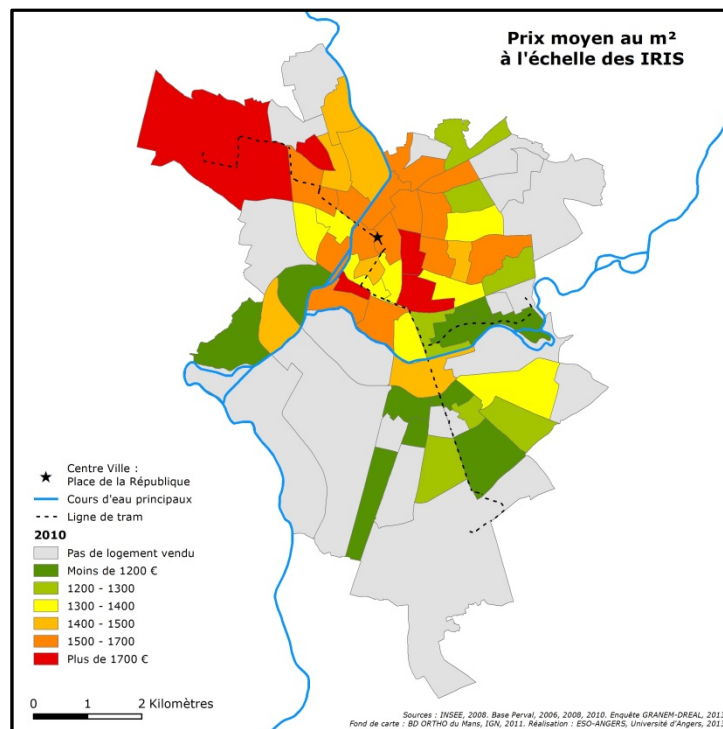 Prix moyen au m²
à l'échelle des IRIS
Centre Ville :
Place de la République
Cours d'eau principaux
Ligne de tram
2010
Pas de logement vendu
Moins de 1200 €
1200 - 1300
1300 - 1400
1400 - 1500
1500 - 1700
Plus de 1700 €
0 1 2 Kilomètres
Sources : INSEE, 2008. Base Perval, 2006, 2008, 2010. Enquête GRANEM-DREAL, 2013
Fond de carte : BD ORTHO du Mans, IGN, 2011. Réalisation : ESO-ANGERS, Université d'Angers, 2013